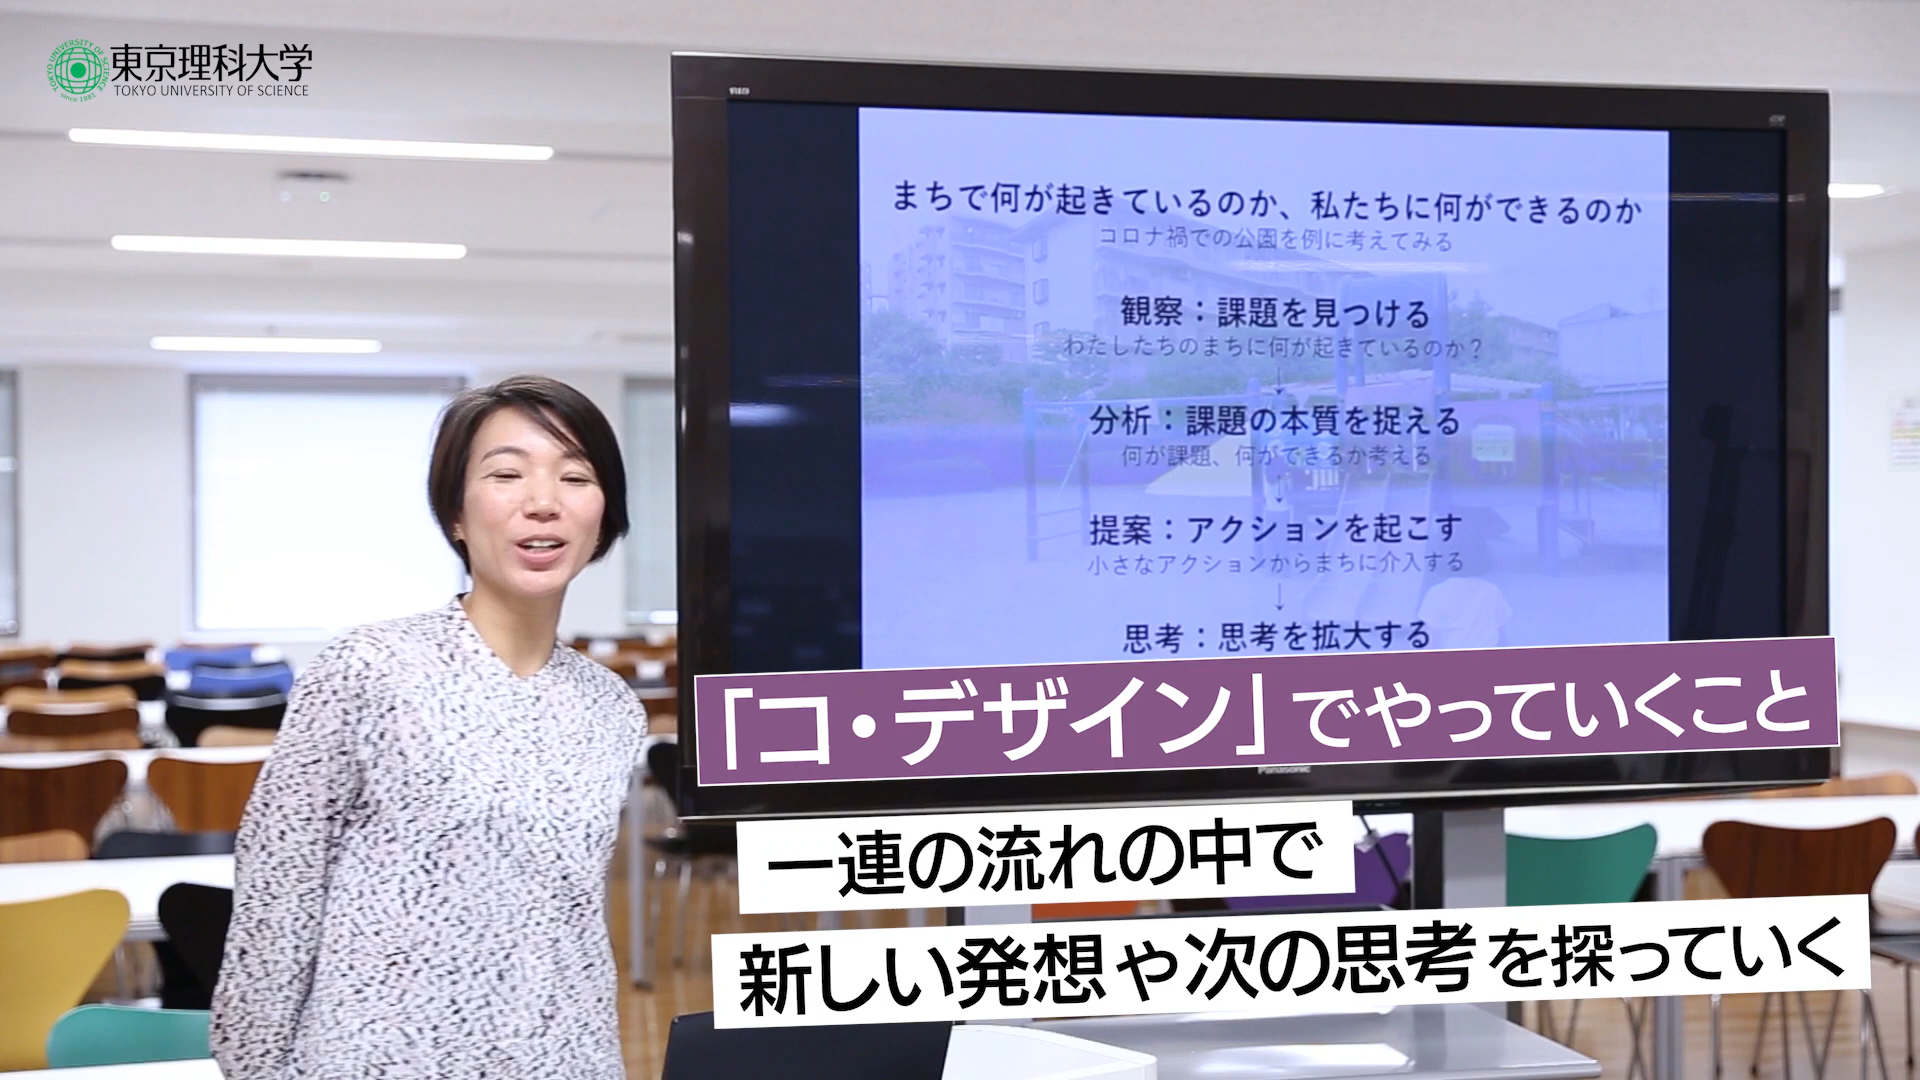 東京理科大学
TOKYO UNIVERSITY OF SCIENCE
TOKYO UNIVERSITY OF SCIENCE
since 1881
まちで何が起きているのか、私たちに何ができるのか
コロナ禍での公園を例に考えてみる
観察：課題を見つける
わたしたちのまちに何が起きているのか？
↓
分析：課題の本質を捉える
何が課題、何ができるか考える
↓
提案：アクションを起こす
小さなアクションからまちに介入する
↓
思考：思考を拡大する
「コ・デザイン」でやっていくこと
Panasonic
一連の流れの中で
新しい発想や次の思考を探っていく